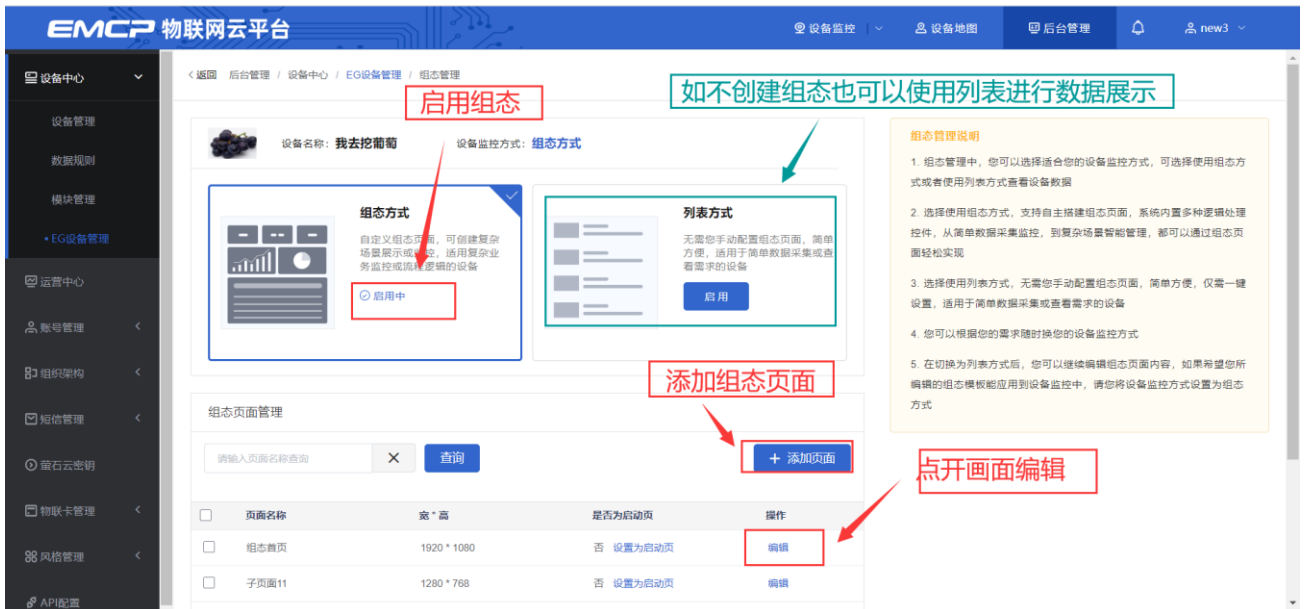 EMCP 物联网云平台
设备监控
设备地图
后台管理
new3
设备中心
设备管理
数据规则
模块管理
• EG设备管理
运营中心
账号管理
组织架构
短信管理
萤石云密钥
物联卡管理
风格管理
API配置
< 返回 后台管理 / 设备中心 / EG设备管理 / 组态管理
启用组态
如不创建组态也可以使用列表进行数据展示
设备名称: 我去挖葡萄 设备监控方式: 组态方式
组态方式
自定义组态页面，可创建复杂
场景展示或监控，适用复杂业
务监控或流程逻辑的设备
启用中
列表方式
无需您手动配置组态页面，简单
方便，适用于简单数据采集或查
看需求的设备
启用
添加组态页面
组态页面管理
请输入页面名称查询 × 查询
+ 添加页面
点开画面编辑
页面名称 宽 * 高 是否为启动页 操作
组态首页 1920 * 1080 否 设置为启动页 编辑
子页面11 1280 * 768 否 设置为启动页 编辑
组态管理说明
1. 组态管理中，您可以选择适合您的设备监控方式，可选择使用组态方
式或者使用列表方式查看设备数据
2. 选择使用组态方式，支持自主搭建组态页面，系统内置多种逻辑处理
控件，从简单数据采集监控，到复杂场景智能管理，都可以通过组态页
面轻松实现
3. 选择使用列表方式，无需您手动配置组态页面，简单方便，仅需一键
设置，适用于简单数据采集或查看需求的设备
4. 您可以根据您的需求随时换您的设备监控方式
5. 在切换为列表方式后，您可以继续编辑组态页面内容，如果希望您所
编辑的组态模板能应用到设备监控中，请您将设备监控方式设置为组态
方式